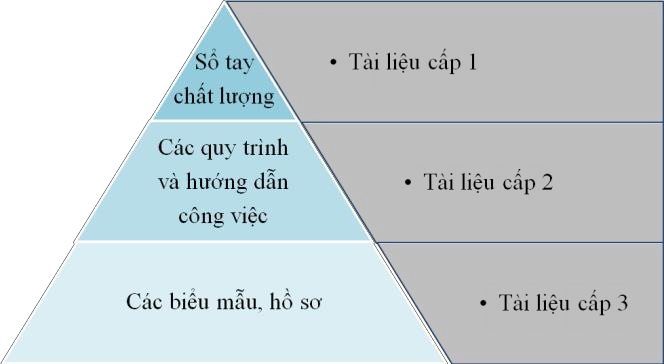 Sổ tay
chất lượng
• Tài liệu cấp 1
Các quy trình
và hướng dẫn
công việc
• Tài liệu cấp 2
Các biểu mẫu, hồ sơ
• Tài liệu cấp 3